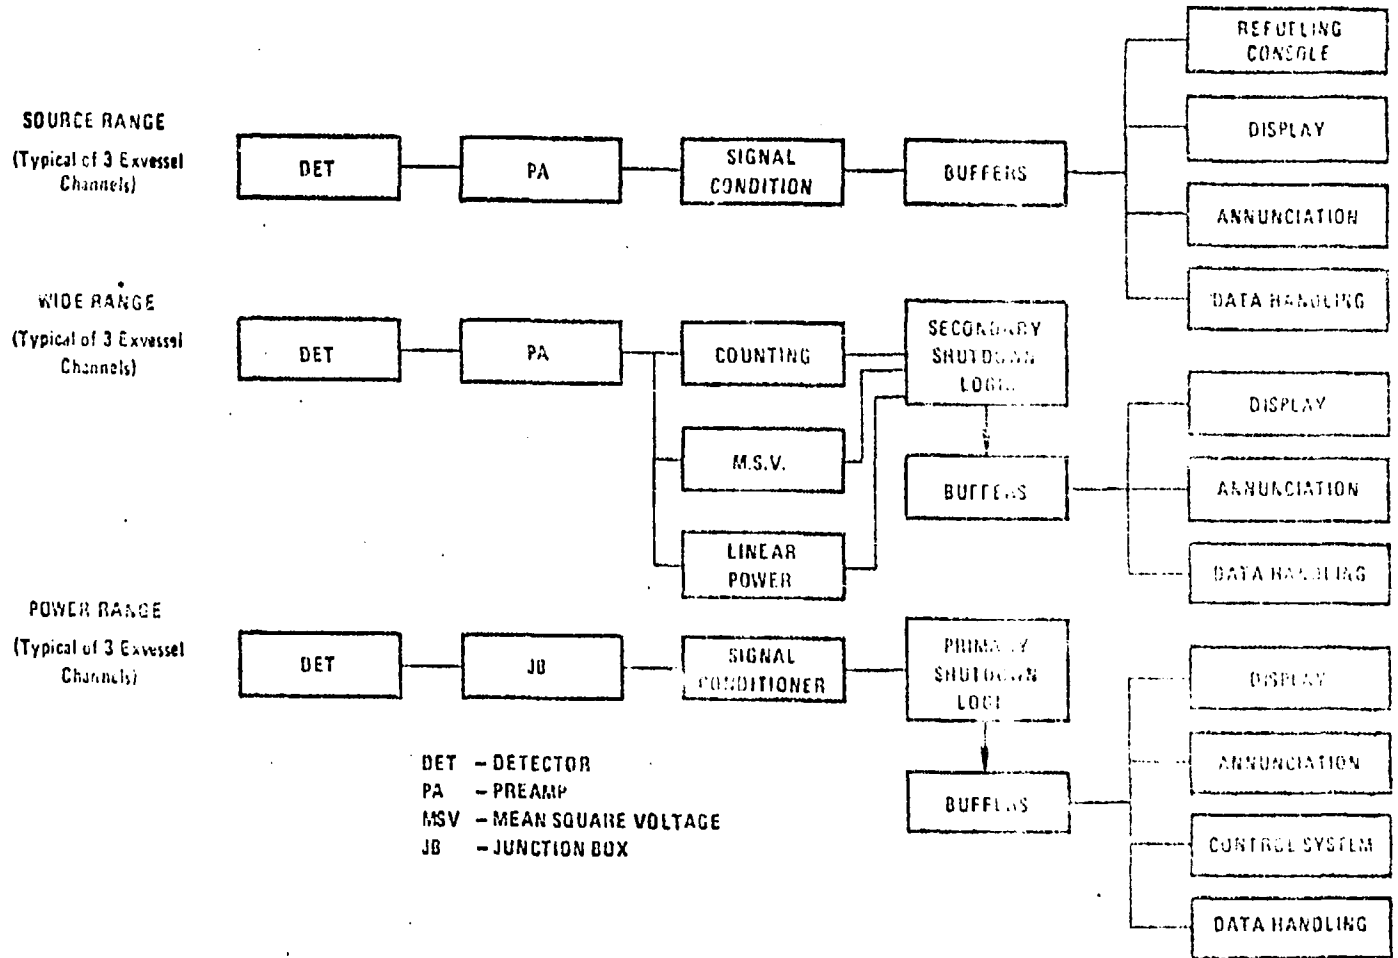 SOURCE RANGE
(Typical of 3 Exvessel
Channels)
DET
PA
SIGNAL
CONDITION
BUFFERS
REFUELING
CONSOLE
DISPLAY
ANNUNCIATION
DATA HANDLING
WIDE RANGE
(Typical of 3 Exvessel
Channels)
DET
PA
COUNTING
M.S.V.
LINEAR
POWER
SECONDARY
SHUTDOWN
LOGIC
BUFFERS
DISPLAY
ANNUNCIATION
DATA HANDLING
POWER RANGE
(Typical of 3 Exvessel
Channels)
DET
JB
SIGNAL
CONDITIONER
PRIMARY
SHUTDOWN
LOGI
BUFFERS
DISPLAY
ANNUNCIATION
CONTROL SYSTEM
DATA HANDLING
DET – DETECTOR
PA – PREAMP
MSV – MEAN SQUARE VOLTAGE
JB – JUNCTION BOX